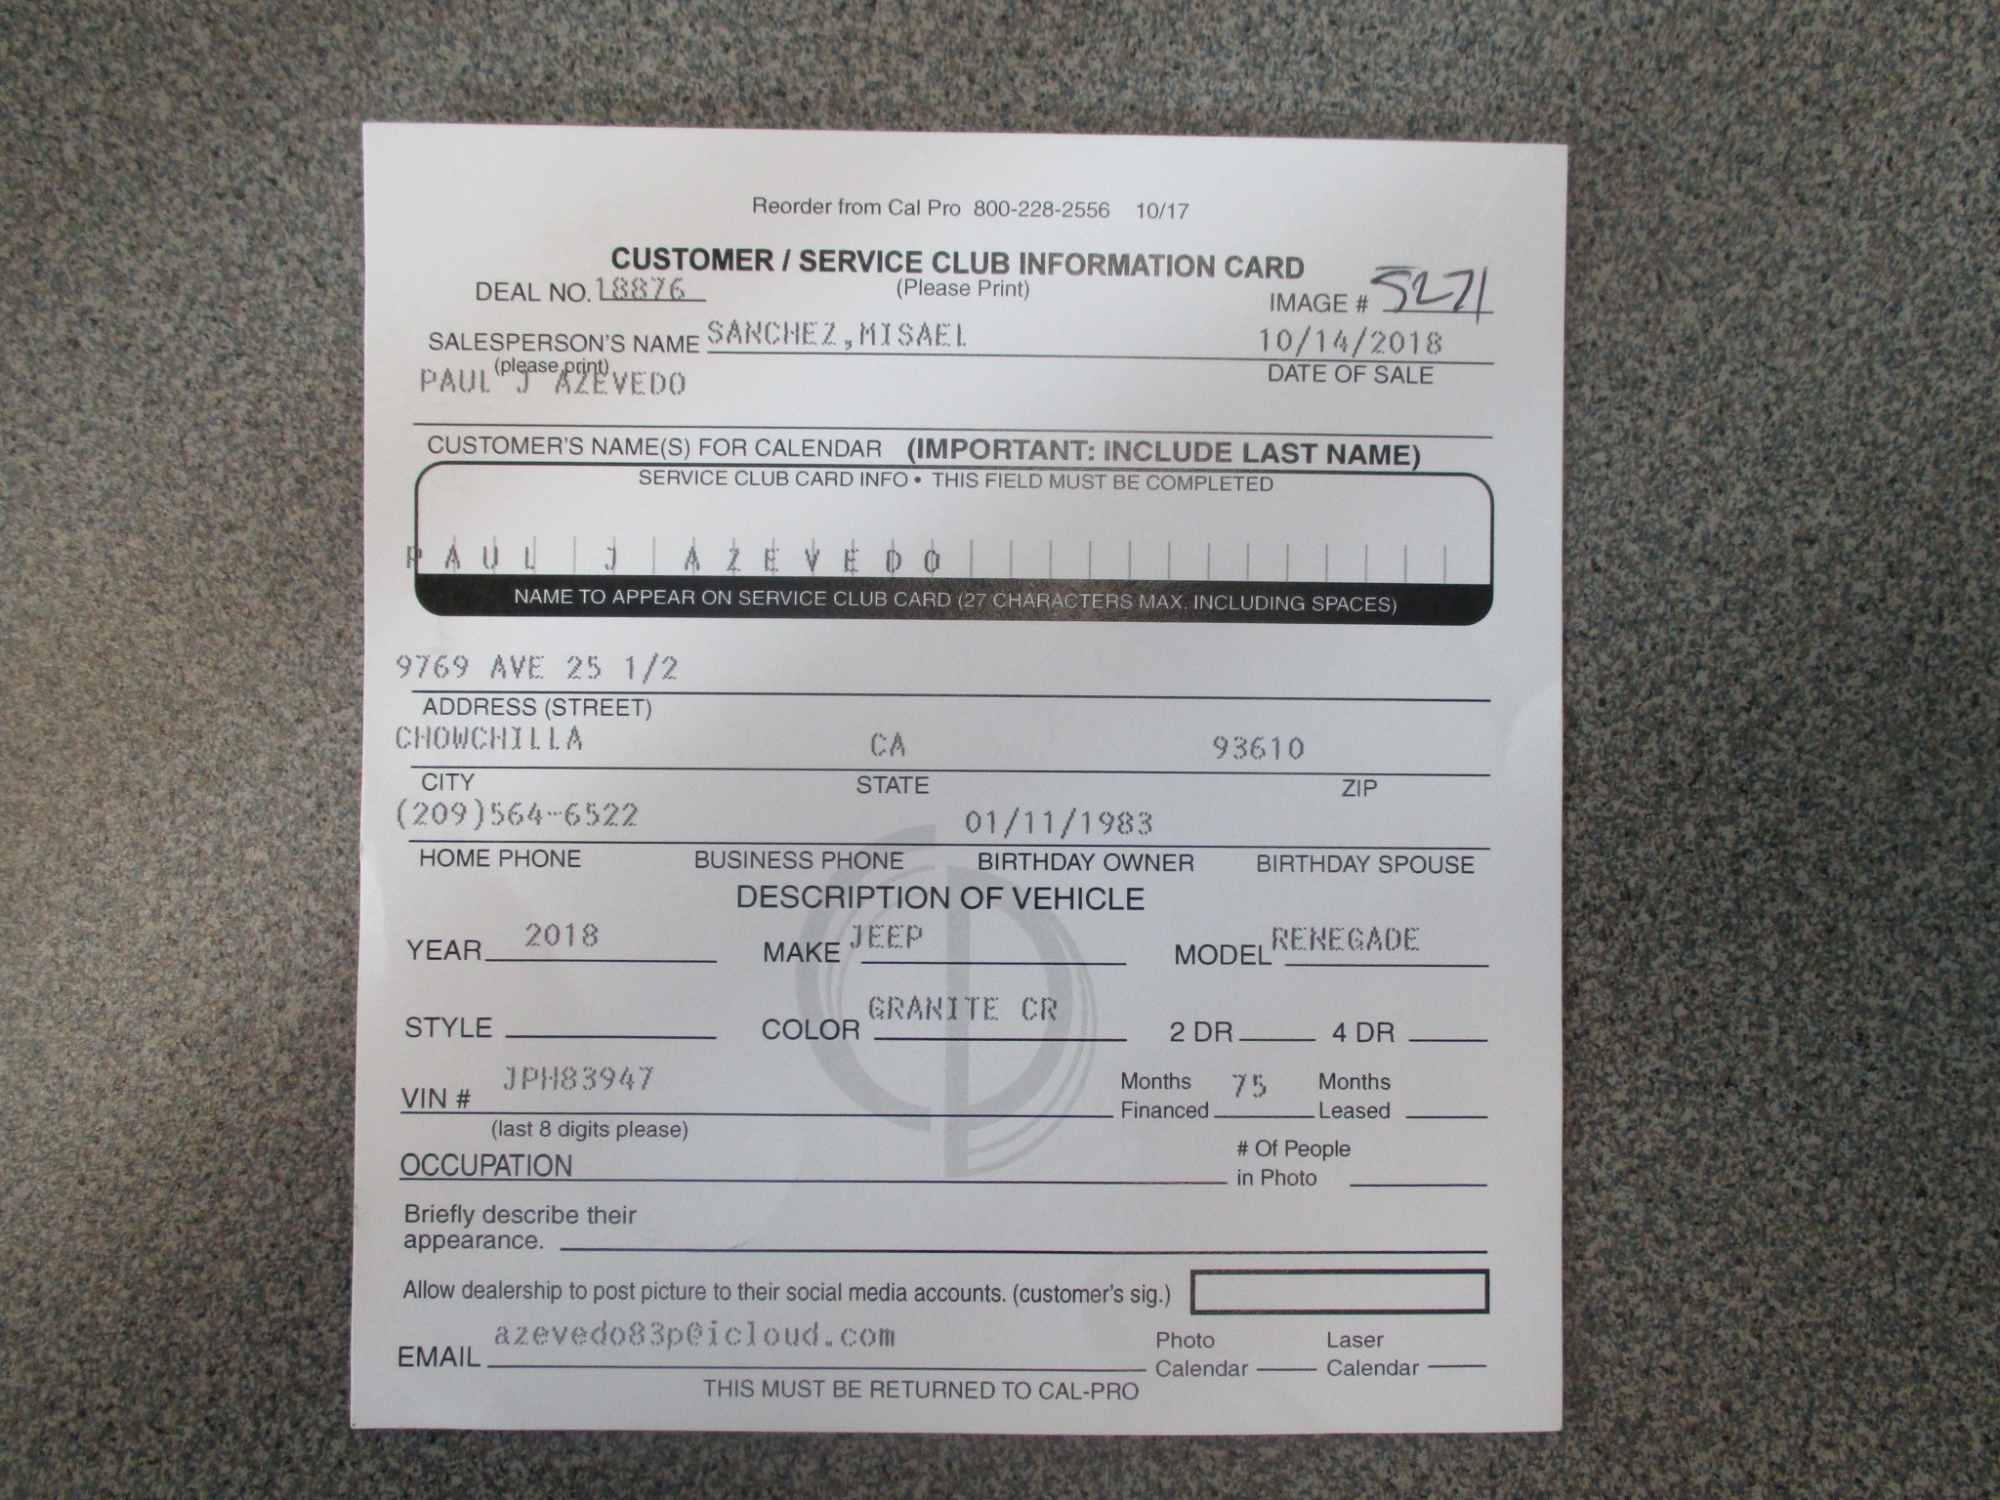 Reorder from Cal Pro 800-228-2556 10/17
CUSTOMER / SERVICE CLUB INFORMATION CARD
DEAL NO. 18876 (Please Print) IMAGE # 5271
SALESPERSON'S NAME SANCHEZ,MISAEL 10/14/2018
(please print) DATE OF SALE
PAUL J AZEVEDO
CUSTOMER'S NAME(S) FOR CALENDAR (IMPORTANT: INCLUDE LAST NAME)
SERVICE CLUB CARD INFO • THIS FIELD MUST BE COMPLETED
P A U L J A Z E V E D O
NAME TO APPEAR ON SERVICE CLUB CARD (27 CHARACTERS MAX. INCLUDING SPACES)
9769 AVE 25 1/2
ADDRESS (STREET)
CHOWCHILLA CA 93610
CITY STATE ZIP
(209)564-6522 01/11/1983
HOME PHONE BUSINESS PHONE BIRTHDAY OWNER BIRTHDAY SPOUSE
DESCRIPTION OF VEHICLE
YEAR 2018 MAKE JEEP MODEL RENEGADE
STYLE COLOR GRANITE CR 2 DR 4 DR
VIN # JPH83947 Months Financed 75 Months Leased
(last 8 digits please)
OCCUPATION # Of People in Photo
Briefly describe their
appearance.
Allow dealership to post picture to their social media accounts. (customer's sig.)
EMAIL azevedo83p@icloud.com Photo Calendar Laser Calendar
THIS MUST BE RETURNED TO CAL-PRO